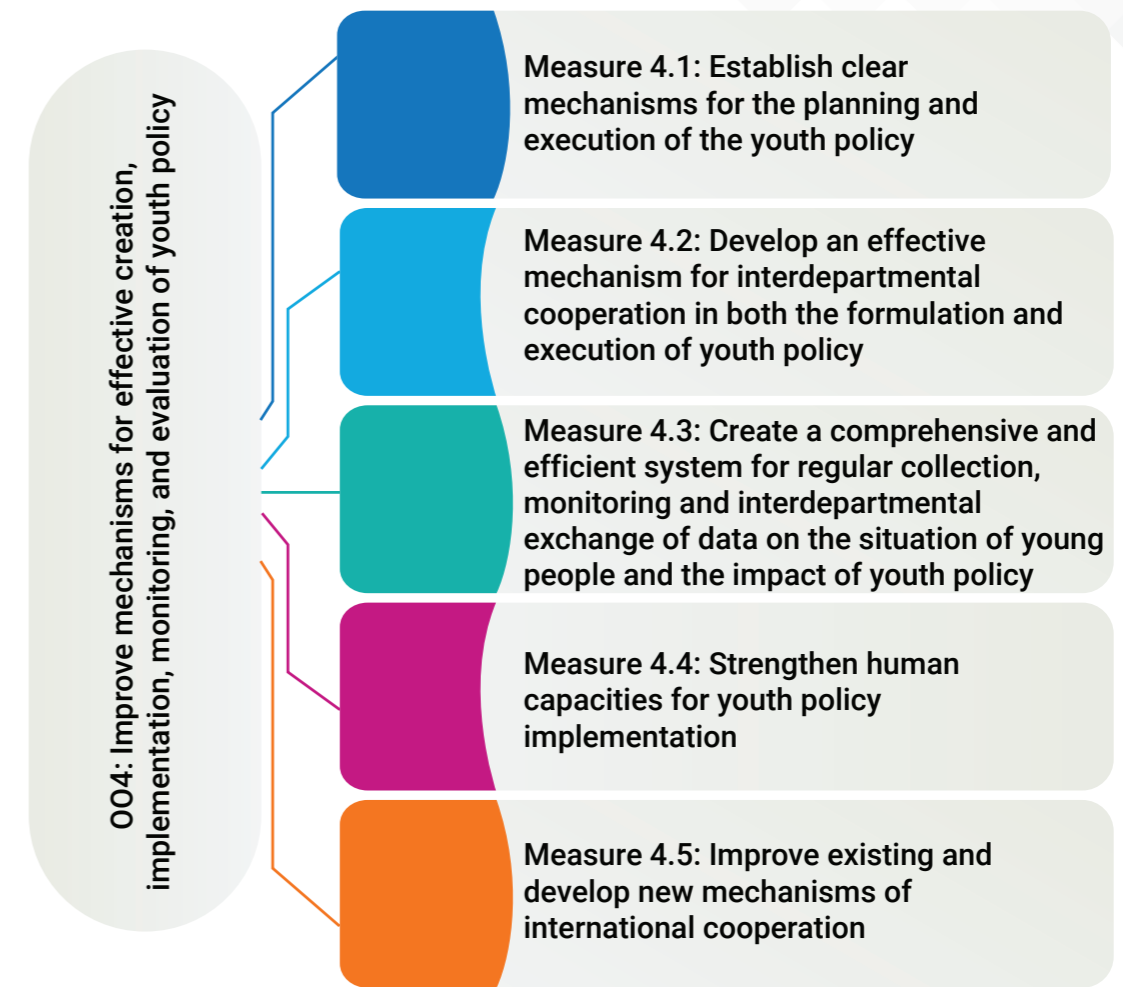 OO4: Improve mechanisms for effective creation,
implementation, monitoring, and evaluation of youth policy
Measure 4.1: Establish clear
mechanisms for the planning and
execution of the youth policy
Measure 4.2: Develop an effective
mechanism for interdepartmental
cooperation in both the formulation and
execution of youth policy
Measure 4.3: Create a comprehensive and
efficient system for regular collection,
monitoring and interdepartmental
exchange of data on the situation of young
people and the impact of youth policy
Measure 4.4: Strengthen human
capacities for youth policy
implementation
Measure 4.5: Improve existing and
develop new mechanisms of
international cooperation